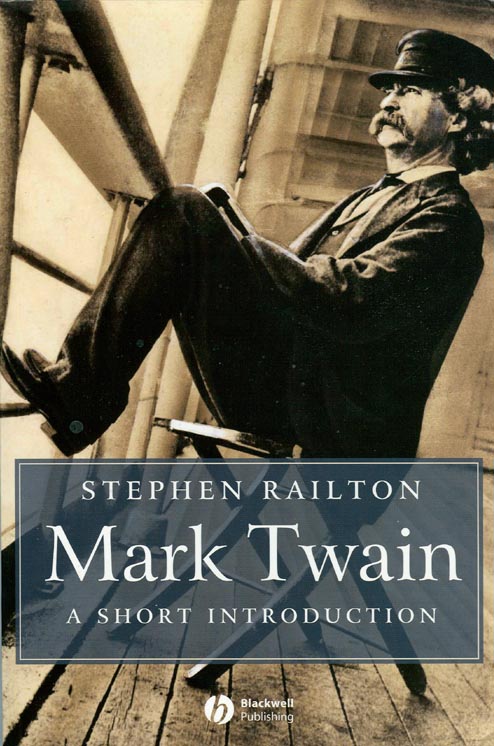 STEPHEN RAILTON
Mark Twain
A SHORT INTRODUCTION
b
Blackwell
Publishing